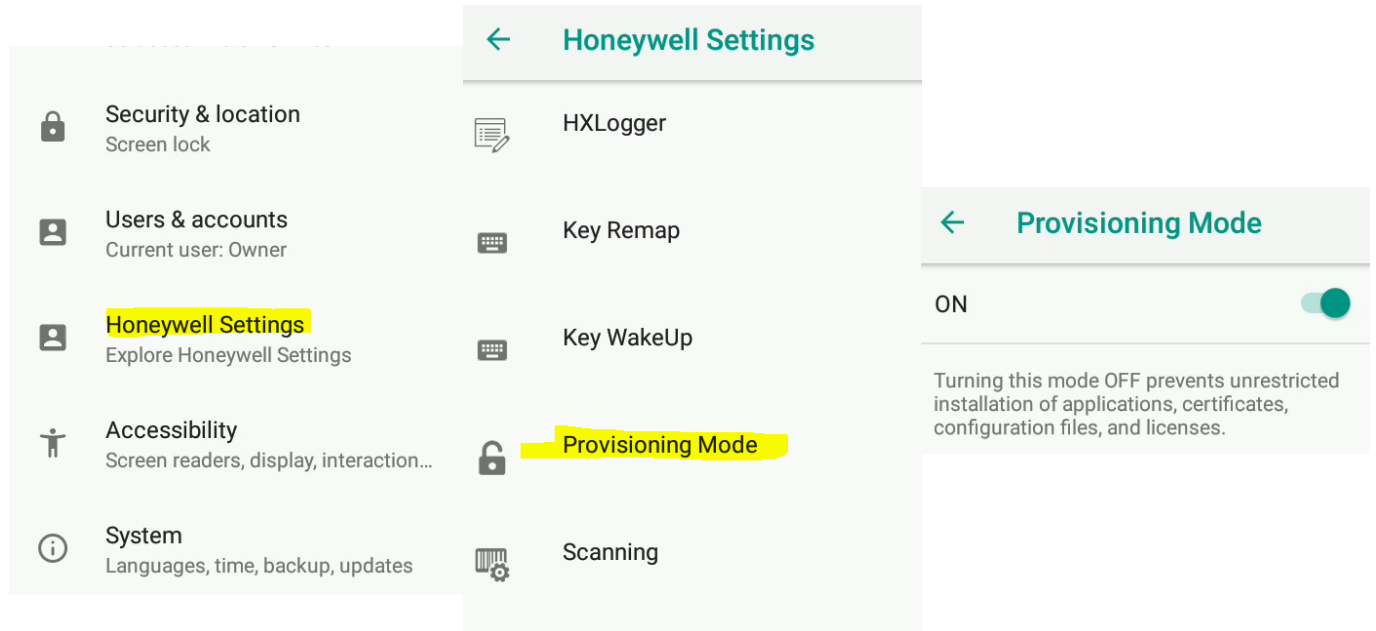 Security & location
Screen lock
Users & accounts
Current user: Owner
Honeywell Settings
Explore Honeywell Settings
Accessibility
Screen readers, display, interaction...
System
Languages, time, backup, updates
Honeywell Settings
HXLogger
Key Remap
Key WakeUp
Provisioning Mode
Scanning
Provisioning Mode
ON
Turning this mode OFF prevents unrestricted
installation of applications, certificates,
configuration files, and licenses.